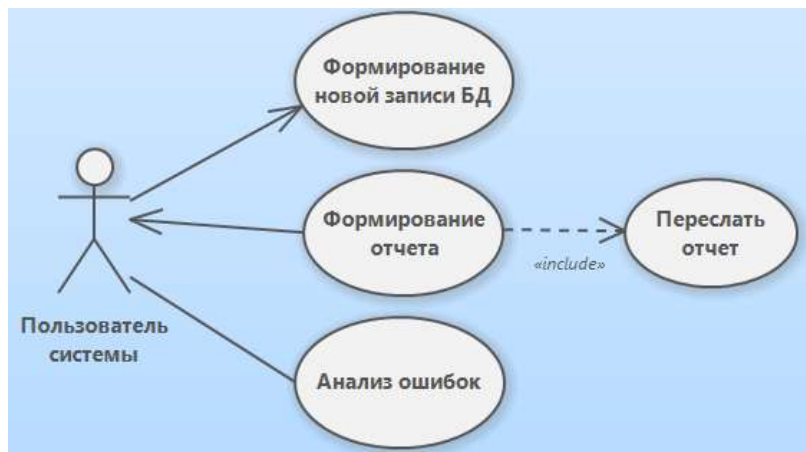 Формирование
новой записи БД
Формирование
отчета
Переслать
отчет
«include»
Пользователь
системы
Анализ ошибок